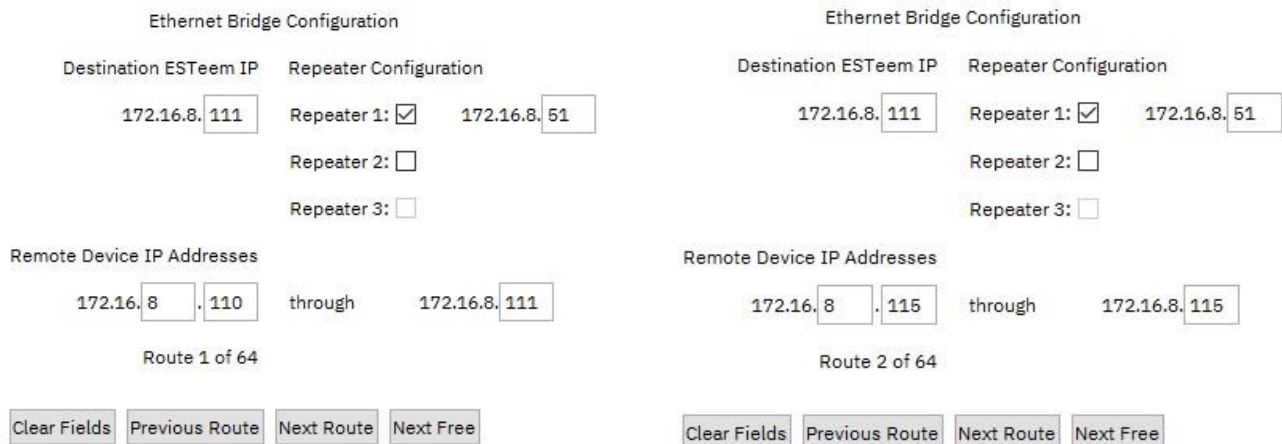 Ethernet Bridge Configuration
Destination ESTeem IP Repeater Configuration
172.16.8. 111 Repeater 1: 172.16.8. 51
Repeater 2:
Repeater 3:
Remote Device IP Addresses
172.16. 8 . 110 through 172.16.8. 111
Route 1 of 64
Clear Fields Previous Route Next Route Next Free
Ethernet Bridge Configuration
Destination ESTeem IP Repeater Configuration
172.16.8. 111 Repeater 1: 172.16.8. 51
Repeater 2:
Repeater 3:
Remote Device IP Addresses
172.16. 8 . 115 through 172.16.8. 115
Route 2 of 64
Clear Fields Previous Route Next Route Next Free